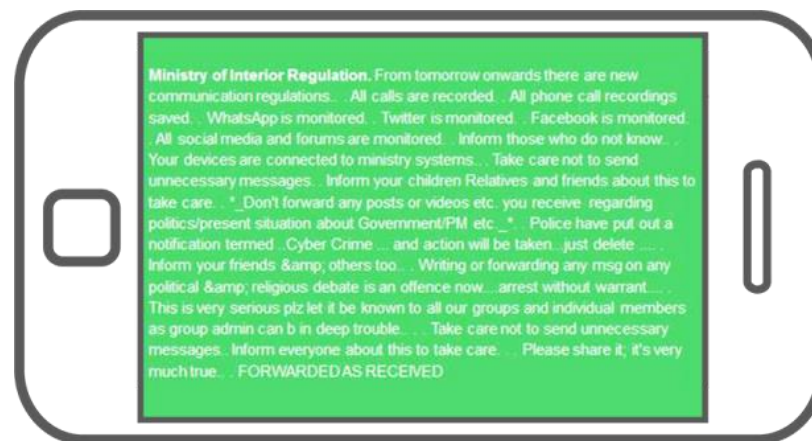 Ministry of Interior Regulation. From tomorrow onwards there are new
communication regulations.. . All calls are recorded. . All phone call recordings
saved. . WhatsApp is monitored. . Twitter is monitored. . Facebook is monitored.
. All social media and forums are monitored. . Inform those who do not know.. .
Your devices are connected to ministry systems.. . Take care not to send
unnecessary messages. . Inform your children Relatives and friends about this to
take care. . *_Don't forward any posts or videos etc. you receive regarding
politics/present situation about Government/PM etc _*. . Police have put out a
notification termed ..Cyber Crime ... and action will be taken...just delete .... .
Inform your friends &amp; others too.. . Writing or forwarding any msg on any
political &amp; religious debate is an offence now....arrest without warrant.... .
This is very serious plz let it be known to all our groups and individual members
as group admin can b in deep trouble.. . . Take care not to send unnecessary
messages.. Inform everyone about this to take care. . . Please share it; it's very
much true.. . FORWARDED AS RECEIVED